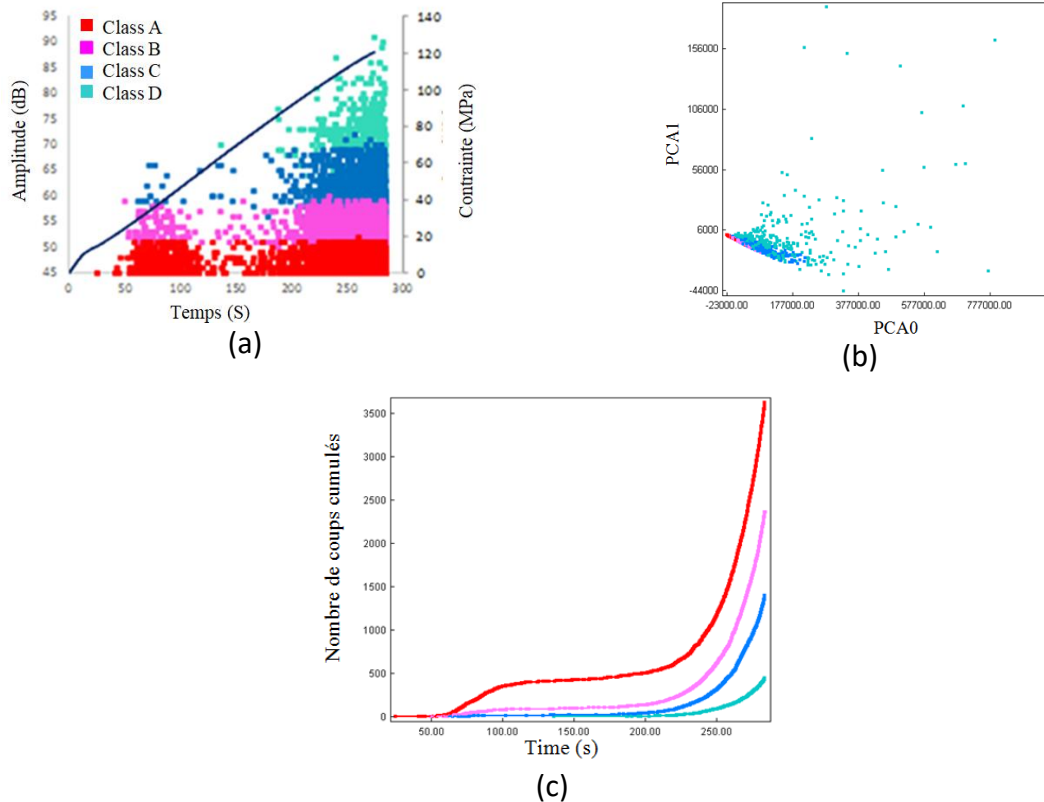 95
90
85
80
75
70
65
60
55
50
45
Amplitude (dB)
Class A
Class B
Class C
Class D
140
120
100
80
60
40
20
0
Contrainte (MPa)
0 50 100 150 200 250 300
Temps (S)
(a)
156000
106000
56000
6000
-44000
PCA1
-23000.00 177000.00 377000.00 577000.00 777000.00
PCA0
(b)
3500
3000
2500
2000
1500
1000
500
0
Nombre de coups cumulés
50.00 100.00 150.00 200.00 250.00
Time (s)
(c)